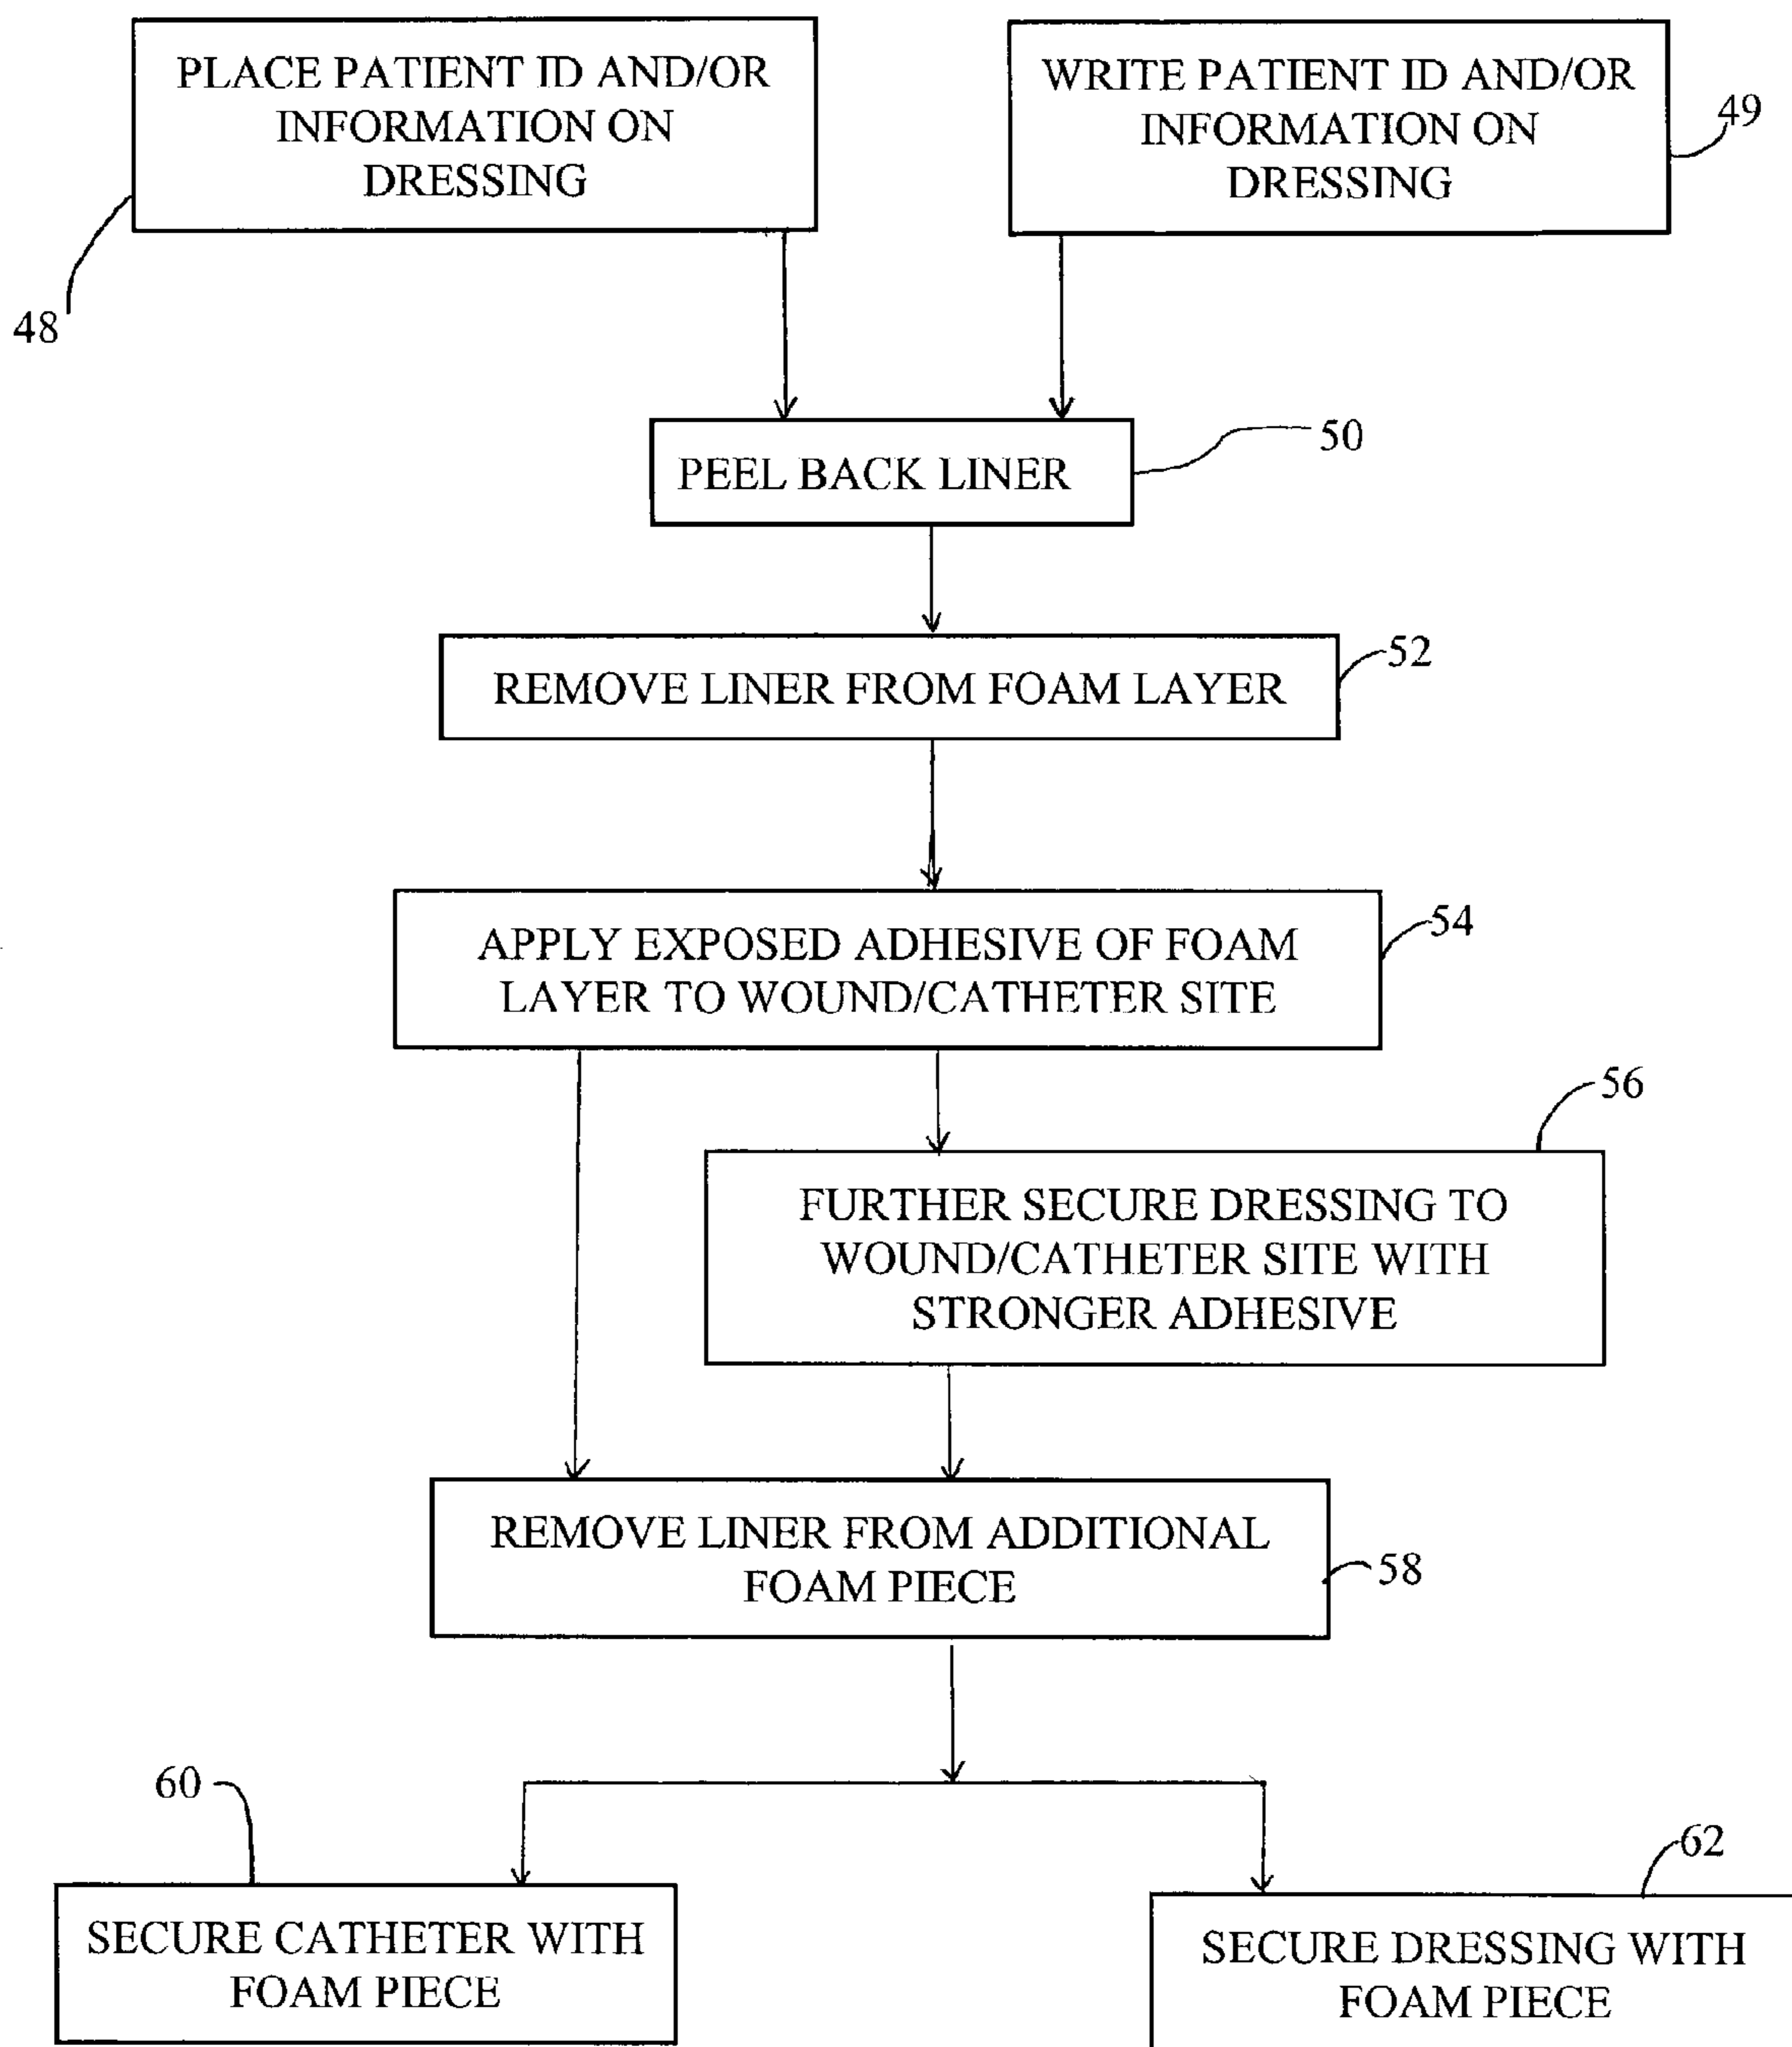 PLACE PATIENT ID AND/OR
INFORMATION ON
DRESSING
48
WRITE PATIENT ID AND/OR
INFORMATION ON
DRESSING
49
PEEL BACK LINER
50
REMOVE LINER FROM FOAM LAYER
52
APPLY EXPOSED ADHESIVE OF FOAM
LAYER TO WOUND/CATHETER SITE
54
56
FURTHER SECURE DRESSING TO
WOUND/CATHETER SITE WITH
STRONGER ADHESIVE
REMOVE LINER FROM ADDITIONAL
FOAM PIECE
58
60
SECURE CATHETER WITH
FOAM PIECE
62
SECURE DRESSING WITH
FOAM PIECE